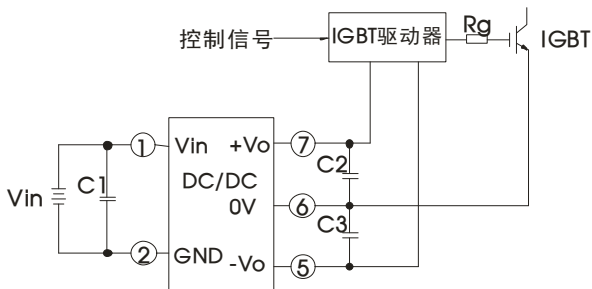 控制信号
IGBT驱动器
Rg
IGBT
1
Vin
+Vo
7
C2
Vin
C1
DC/DC
0V
6
C3
2
GND
-Vo
5